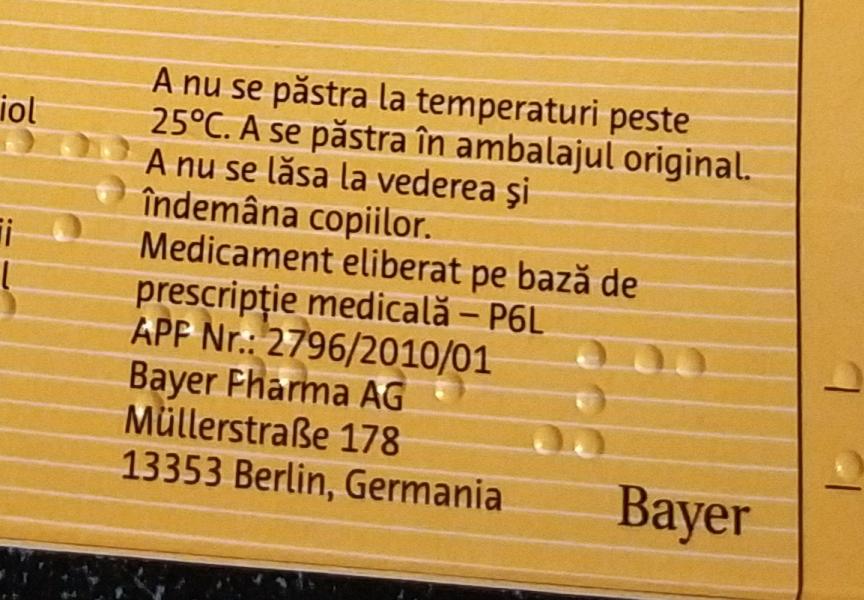 iol
ii
l
A nu se păstra la temperaturi peste
25°C. A se păstra în ambalajul original.
A nu se lăsa la vederea şi
îndemâna copiilor.
Medicament eliberat pe bază de
prescripţie medicală – P6L
APP Nr.: 2796/2010/01
Bayer Pharma AG
Müllerstraße 178
13353 Berlin, Germania
Bayer